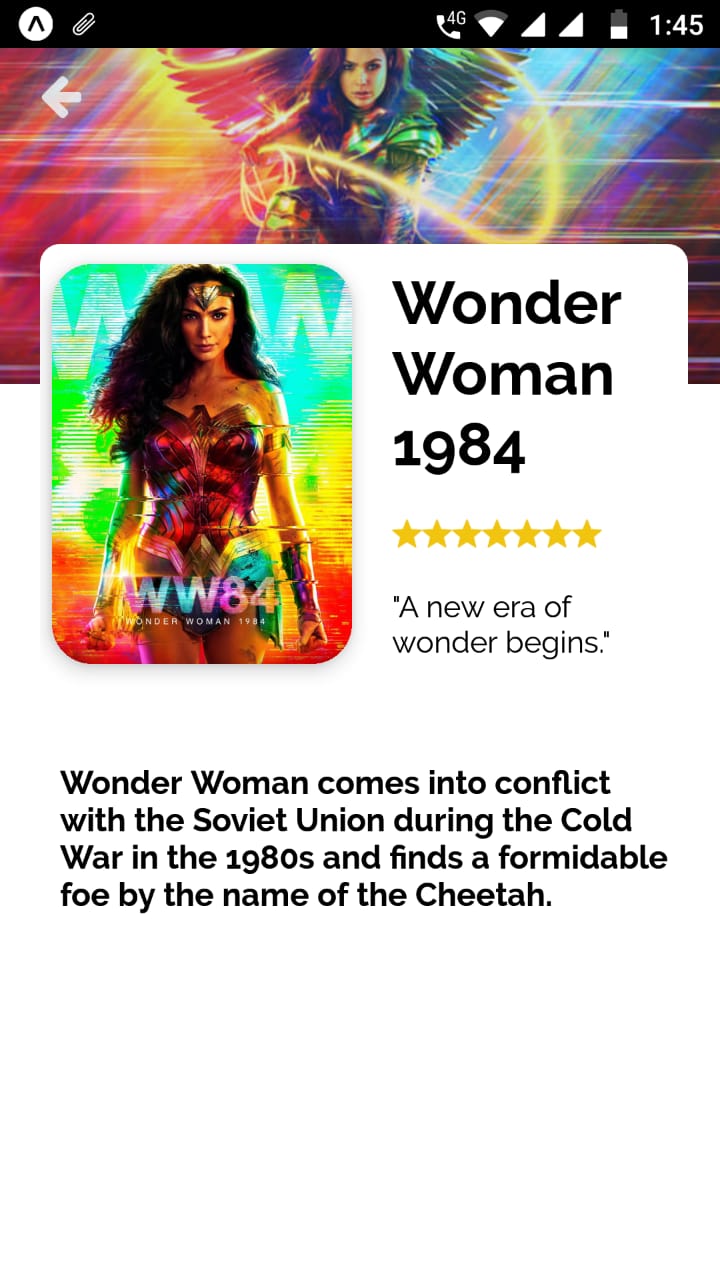 4G 1:45
WW
Wonder
Woman
1984
"A new era of
wonder begins."
WW84
WONDER WOMAN 1984
Wonder Woman comes into conflict
with the Soviet Union during the Cold
War in the 1980s and finds a formidable
foe by the name of the Cheetah.